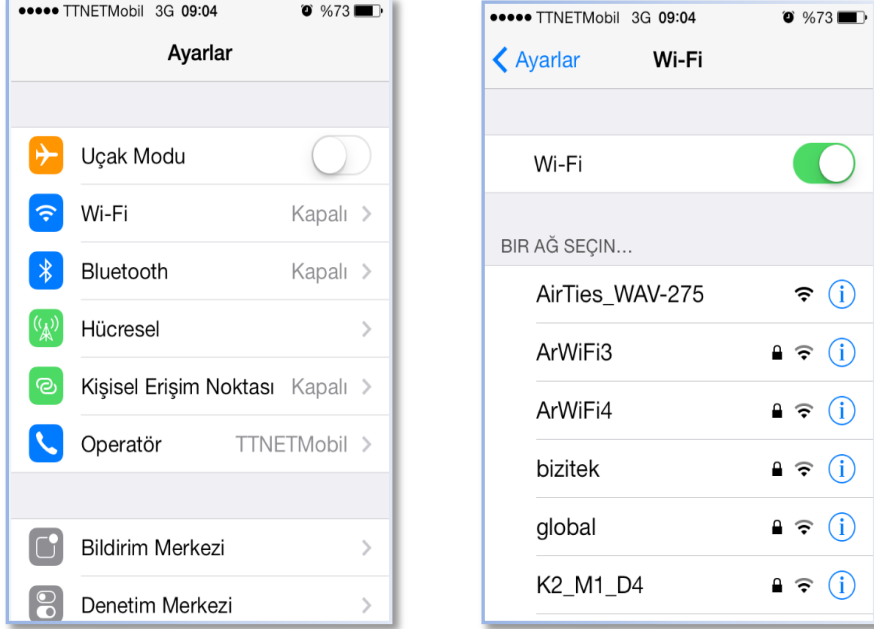 TTNETMobil 3G 09:04 %73
Ayarlar
Uçak Modu
Wi-Fi Kapalı
Bluetooth Kapalı
Hücresel
Kişisel Erişim Noktası Kapalı
Operatör TTNETMobil
Bildirim Merkezi
Denetim Merkezi
TTNETMobil 3G 09:04 %73
Ayarlar Wi-Fi
Wi-Fi
BIR AĞ SEÇIN...
AirTies_WAV-275
ArWiFi3
ArWiFi4
bizitek
global
K2_M1_D4